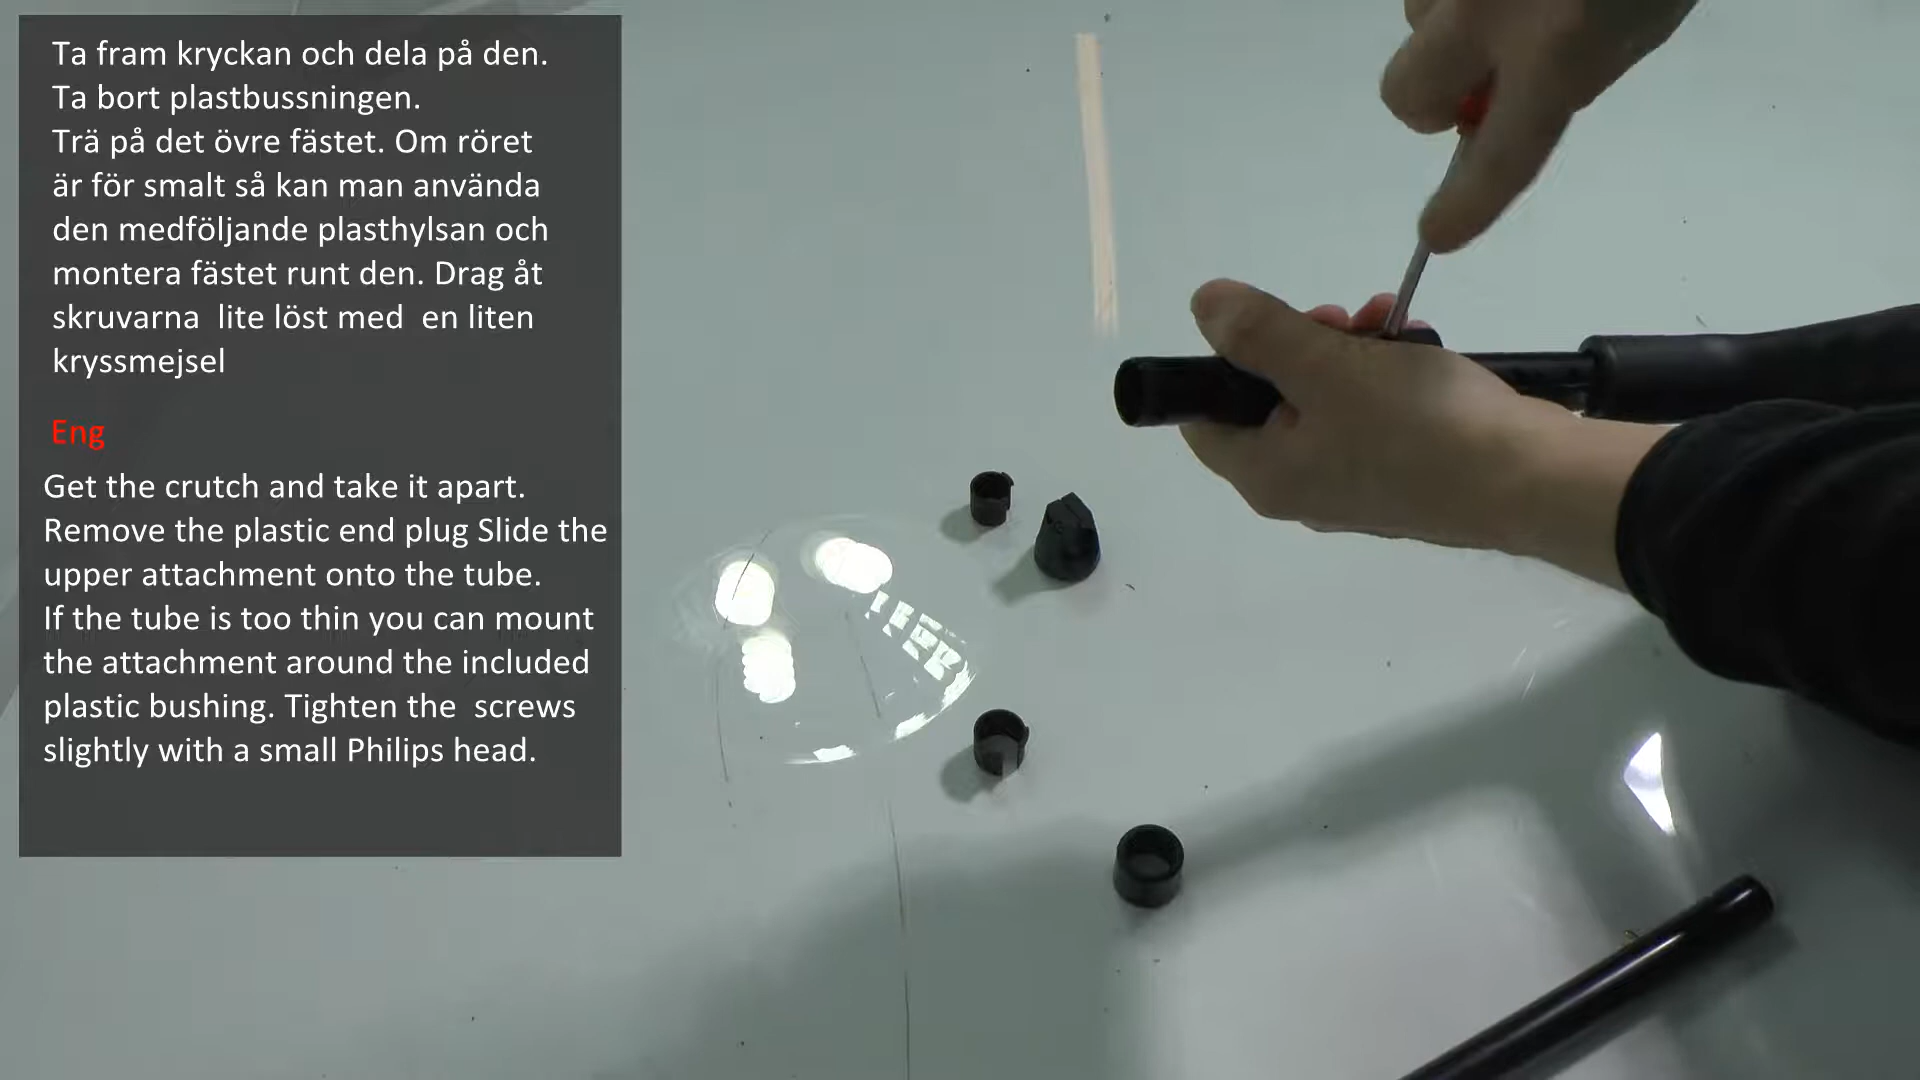 Ta fram kryckan och dela på den.
Ta bort plastbussningen.
Trä på det övre fästet. Om röret
är för smalt så kan man använda
den medföljande plasthylsan och
montera fästet runt den. Drag åt
skruvarna  lite löst med  en liten
kryssmejsel
Eng
Get the crutch and take it apart.
Remove the plastic end plug Slide the
upper attachment onto the tube.
If the tube is too thin you can mount
the attachment around the included
plastic bushing. Tighten the  screws
slightly with a small Philips head.